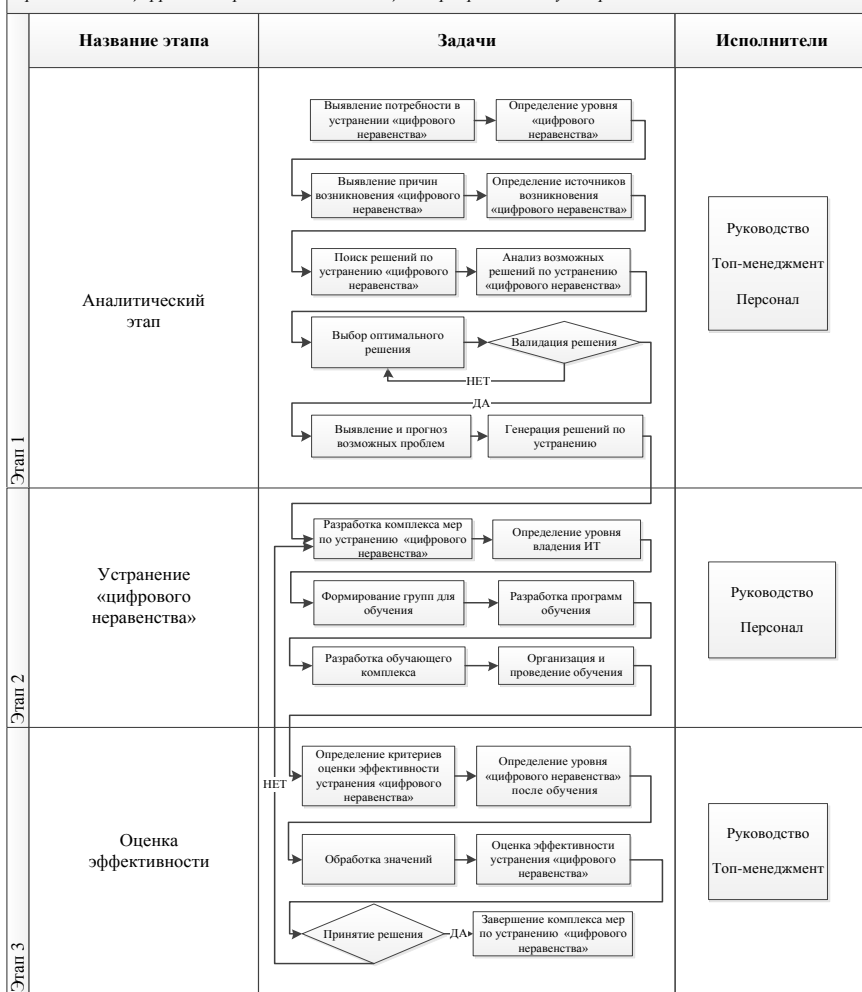 Название этапа
Задачи
Исполнители
Этап 1
Аналитический
этап
Выявление потребности в
устранении «цифрового
неравенства»
Определение уровня
«цифрового
неравенства»
Выявление причин
возникновения «цифрового
неравенства»
Определение источников
возникновения
«цифрового неравенства»
Поиск решений по
устранению «цифрового
неравенства»
Анализ возможных
решений по устранению
«цифрового неравенства»
Выбор оптимального
решения
Валидация решения
НЕТ
ДА
Выявление и прогноз
возможных проблем
Генерация решений по
устранению
Руководство
Топ-менеджмент
Персонал
Этап 2
Устранение
«цифрового
неравенства»
Разработка комплекса мер
по устранению «цифрового
неравенства»
Определение уровня
владения ИТ
Формирование групп для
обучения
Разработка программ
обучения
Разработка обучающего
комплекса
Организация и
проведение обучения
Руководство
Персонал
Этап 3
Оценка
эффективности
Определение критериев
оценки эффективности
устранения «цифрового
неравенства»
Определение уровня
«цифрового неравенства»
после обучения
НЕТ
Обработка значений
Оценка эффективности
устранения «цифрового
неравенства»
Принятие решения
ДА
Завершение комплекса мер
по устранению «цифрового
неравенства»
Руководство
Топ-менеджмент